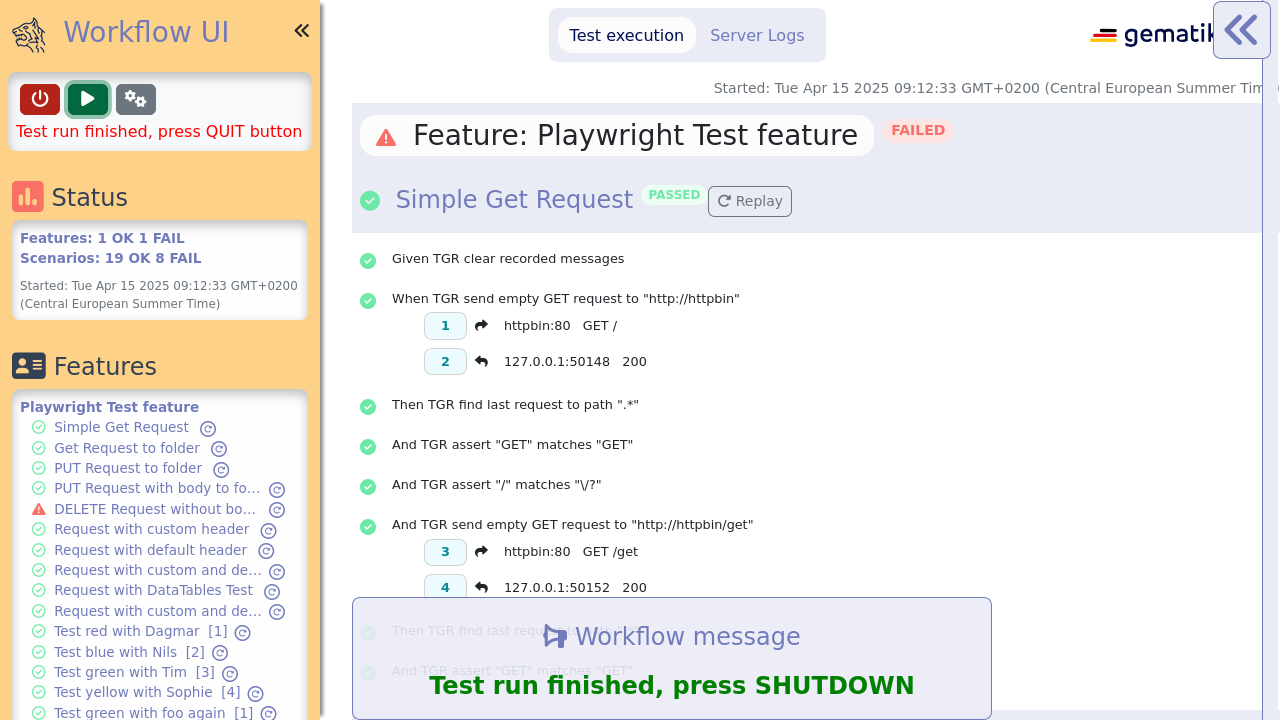 Workflow UI
Test run finished, press QUIT button
Status
Features: 1 OK 1 FAIL
Scenarios: 19 OK 8 FAIL
Started: Tue Apr 15 2025 09:12:33 GMT+0200
(Central European Summer Time)
Features
Playwright Test feature
Simple Get Request
Get Request to folder
PUT Request to folder
PUT Request with body to fo...
DELETE Request without bo...
Request with custom header
Request with default header
Request with custom and de...
Request with DataTables Test
Request with custom and de...
Test red with Dagmar [1]
Test blue with Nils [2]
Test green with Tim [3]
Test yellow with Sophie [4]
Test green with foo again [1]
Test execution Server Logs
gematik
Started: Tue Apr 15 2025 09:12:33 GMT+0200 (Central European Summer Tim
Feature: Playwright Test feature FAILED
Simple Get Request PASSED Replay
Given TGR clear recorded messages
When TGR send empty GET request to "http://httpbin"
1 httpbin:80 GET /
2 127.0.0.1:50148 200
Then TGR find last request to path ".*"
And TGR assert "GET" matches "GET"
And TGR assert "/" matches "\/?"
And TGR send empty GET request to "http://httpbin/get"
3 httpbin:80 GET /get
4 127.0.0.1:50152 200
Then TGR find last request to path
And TGR assert "GET" matches "GET"
Workflow message
Test run finished, press SHUTDOWN